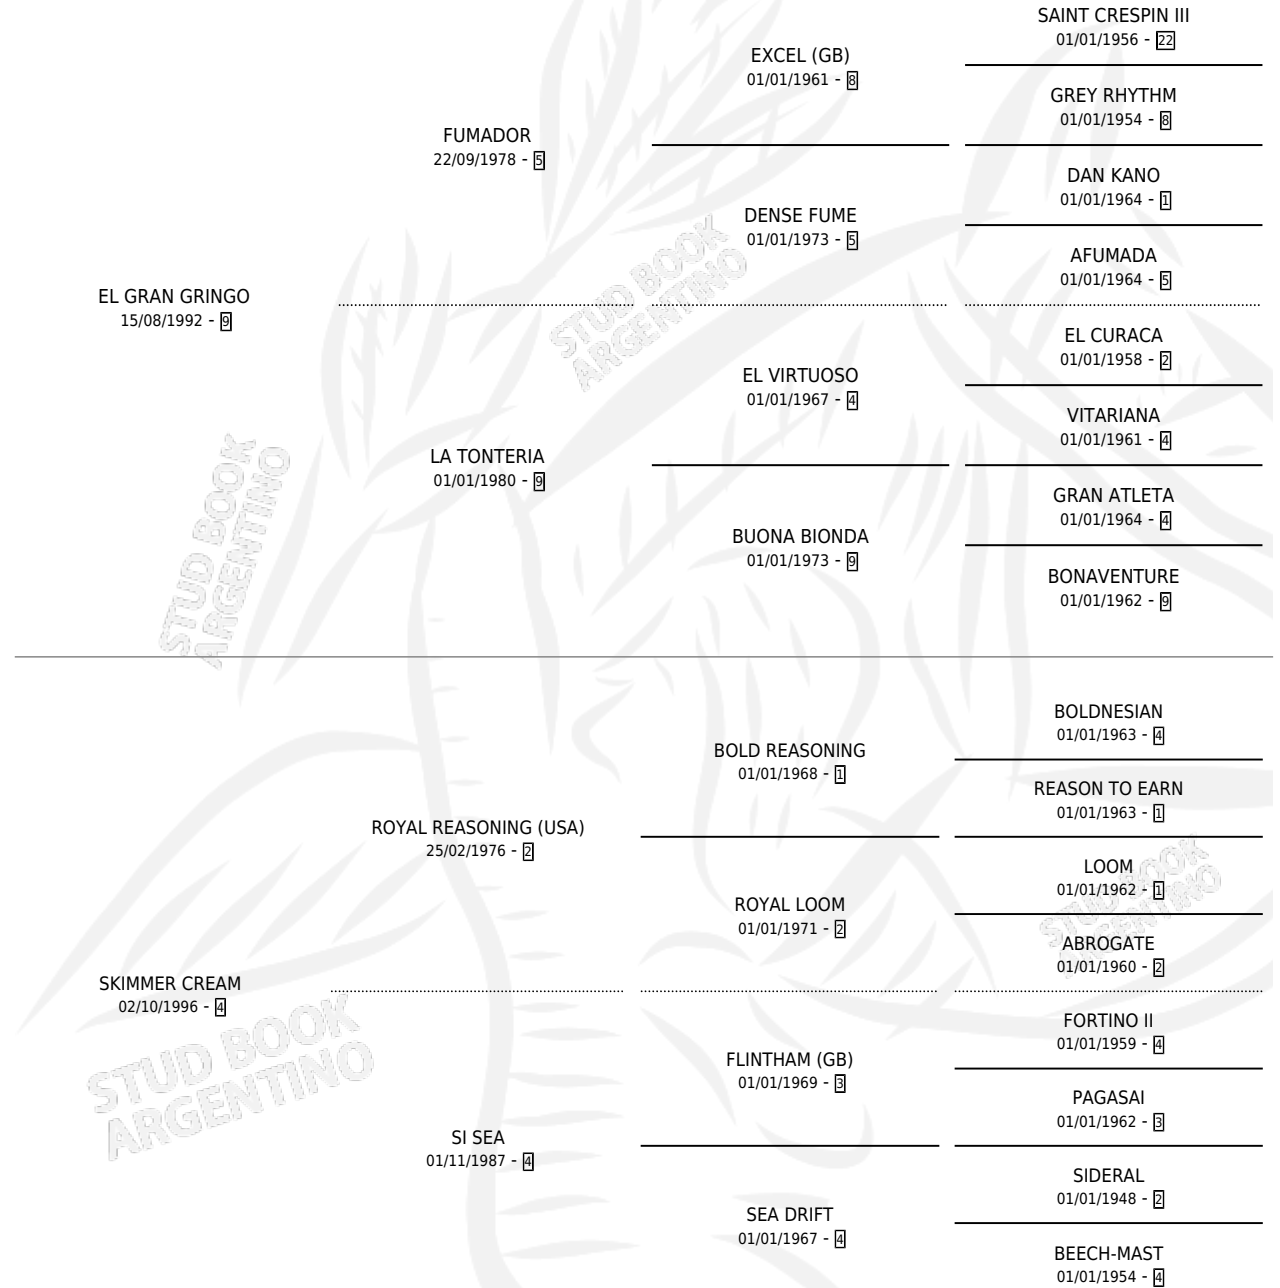 SAINT CRESPIN III
01/01/1956 - 22
EXCEL (GB)
01/01/1961 - 8
GREY RHYTHM
01/01/1954 - 8
FUMADOR
22/09/1978 - 5
DAN KANO
01/01/1964 - 1
DENSE FUME
01/01/1973 - 5
AFUMADA
01/01/1964 - 5
EL GRAN GRINGO
15/08/1992 - 9
EL CURACA
01/01/1958 - 2
EL VIRTUOSO
01/01/1967 - 4
VITARIANA
01/01/1961 - 4
LA TONTERIA
01/01/1980 - 9
GRAN ATLETA
01/01/1964 - 4
BUONA BIONDA
01/01/1973 - 9
BONAVENTURE
01/01/1962 - 9
BOLDNESIAN
01/01/1963 - 4
BOLD REASONING
01/01/1968 - 1
REASON TO EARN
01/01/1963 - 1
ROYAL REASONING (USA)
25/02/1976 - 2
LOOM
01/01/1962 - 1
ROYAL LOOM
01/01/1971 - 2
ABROGATE
01/01/1960 - 2
SKIMMER CREAM
02/10/1996 - 4
FORTINO II
01/01/1959 - 4
FLINTHAM (GB)
01/01/1969 - 3
PAGASAI
01/01/1962 - 3
SI SEA
01/11/1987 - 4
SIDERAL
01/01/1948 - 2
SEA DRIFT
01/01/1967 - 4
BEECH-MAST
01/01/1954 - 4
STUD BOOK
ARGENTINO
STUD BOOK
ARGENTINO
STUD BOOK
ARGENTINO
STUD BOOK
ARGENTINO